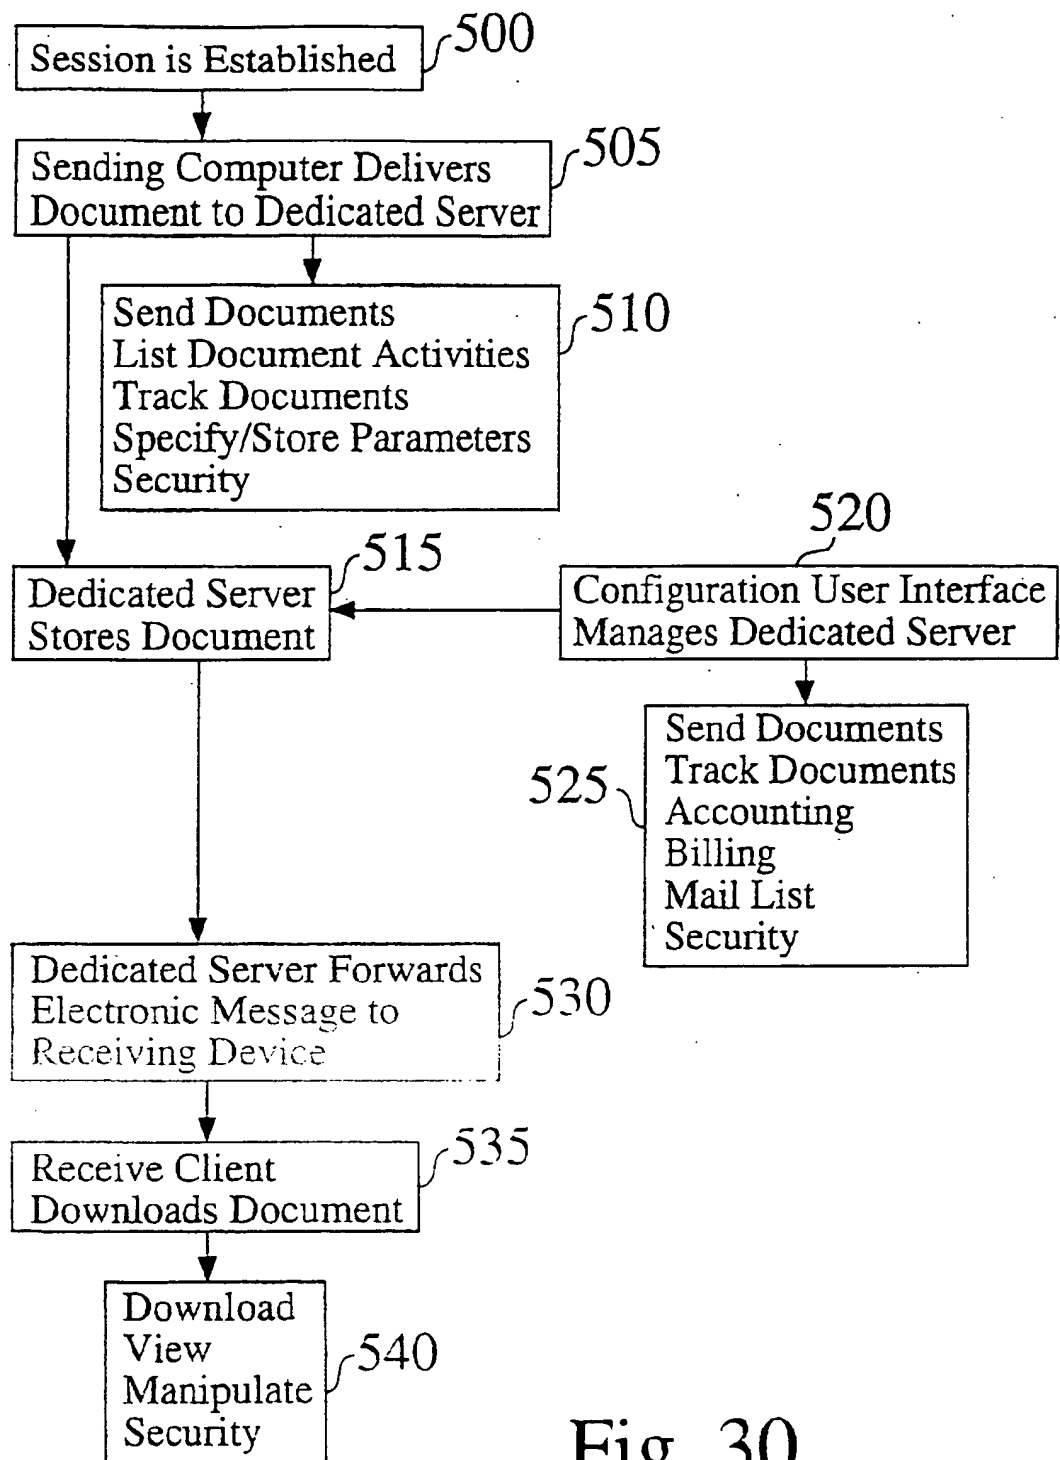 500
Session is Established
505
Sending Computer Delivers
Document to Dedicated Server
510
Send Documents
List Document Activities
Track Documents
Specify/Store Parameters
Security
515
Dedicated Server
Stores Document
520
Configuration User Interface
Manages Dedicated Server
525
Send Documents
Track Documents
Accounting
Billing
Mail List
Security
530
Dedicated Server Forwards
Electronic Message to
Receiving Device
535
Receive Client
Downloads Document
540
Download
View
Manipulate
Security
Fig. 30